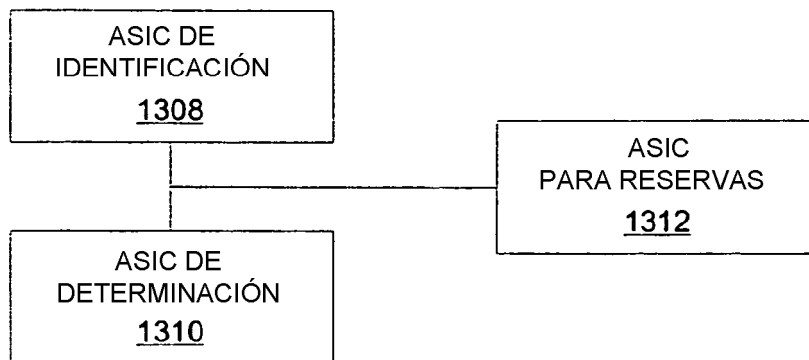 ASIC DE
IDENTIFICACIÓN
1308
ASIC
PARA RESERVAS
1312
ASIC DE
DETERMINACIÓN
1310